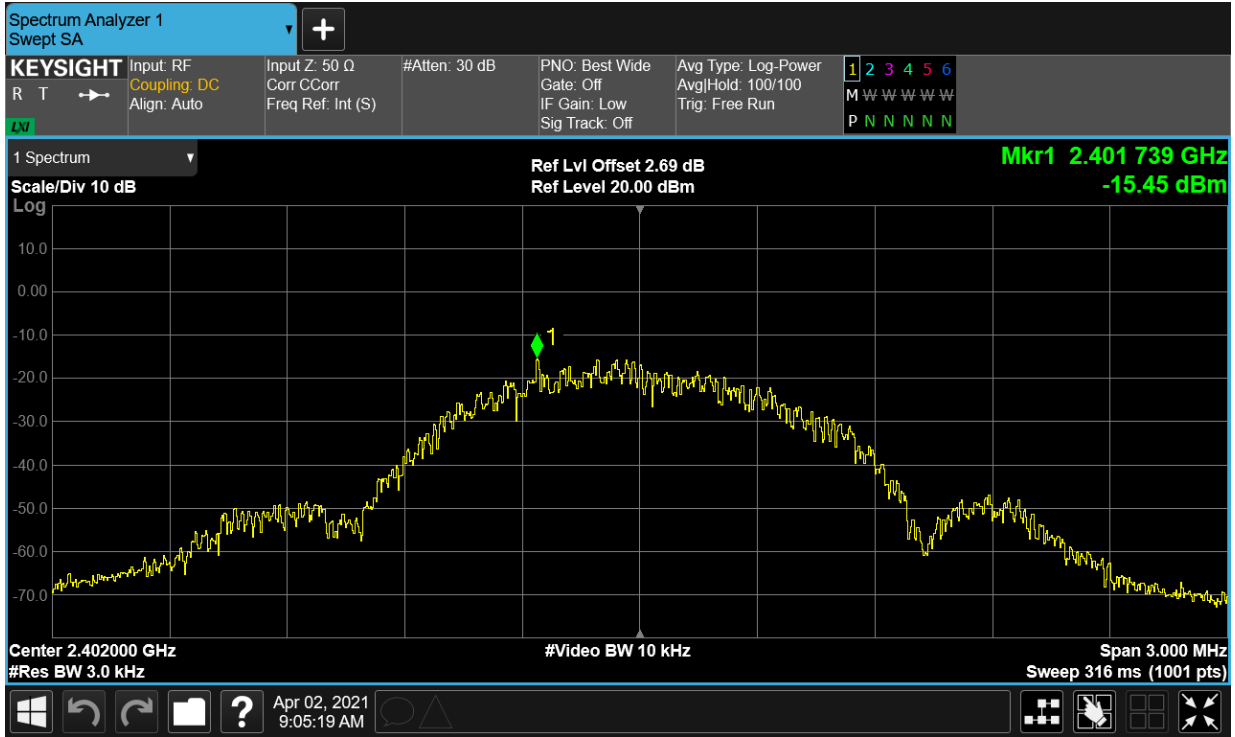 Spectrum Analyzer 1
Swept SA
KEYSIGHT
R T
LXI
Input: RF
Coupling: DC
Align: Auto
Input Z: 50 Ω
Corr CCorr
Freq Ref: Int (S)
#Atten: 30 dB
PNO: Best Wide
Gate: Off
IF Gain: Low
Sig Track: Off
Avg Type: Log-Power
Avg|Hold: 100/100
Trig: Free Run
1 2 3 4 5 6
M W W W W W
P N N N N N
1 Spectrum
Scale/Div 10 dB
Log
Ref Lvl Offset 2.69 dB
Ref Level 20.00 dBm
Mkr1 2.401 739 GHz
-15.45 dBm
10.0
0.00
-10.0
-20.0
-30.0
-40.0
-50.0
-60.0
-70.0
1
Center 2.402000 GHz
#Res BW 3.0 kHz
#Video BW 10 kHz
Span 3.000 MHz
Sweep 316 ms (1001 pts)
?
Apr 02, 2021
9:05:19 AM